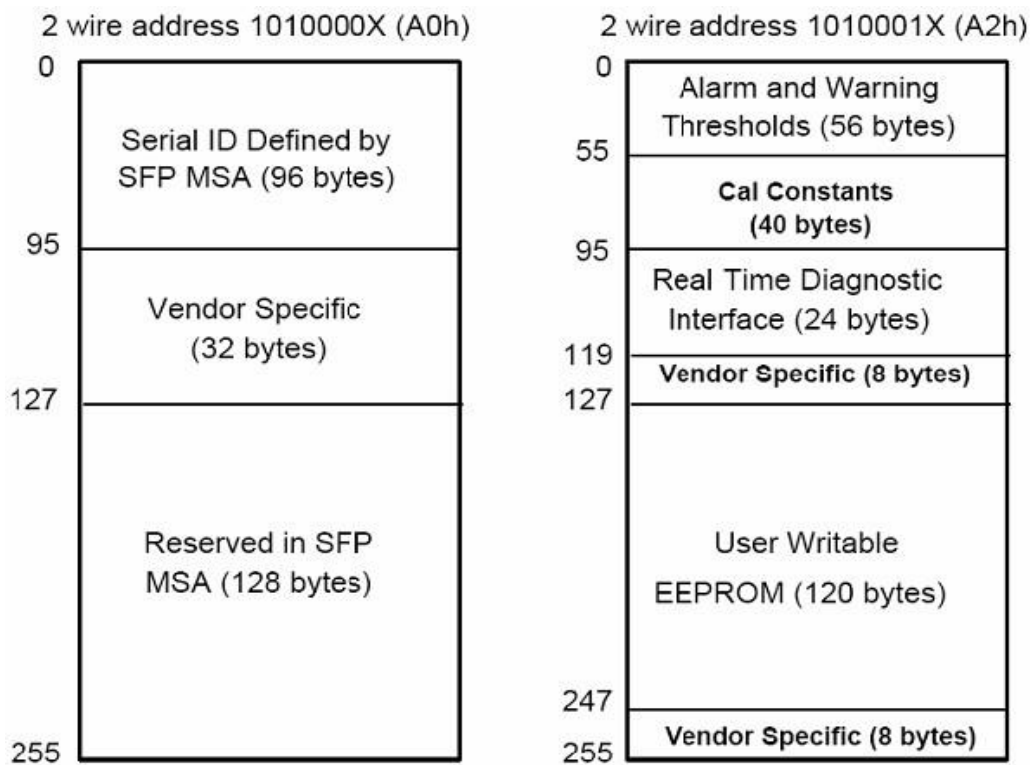 2 wire address 1010000X (A0h)
0
Serial ID Defined by
SFP MSA (96 bytes)
95
Vendor Specific
(32 bytes)
127
Reserved in SFP
MSA (128 bytes)
255
2 wire address 1010001X (A2h)
0
Alarm and Warning
Thresholds (56 bytes)
55
Cal Constants
(40 bytes)
95
Real Time Diagnostic
Interface (24 bytes)
119
Vendor Specific (8 bytes)
127
User Writable
EEPROM (120 bytes)
247
Vendor Specific (8 bytes)
255